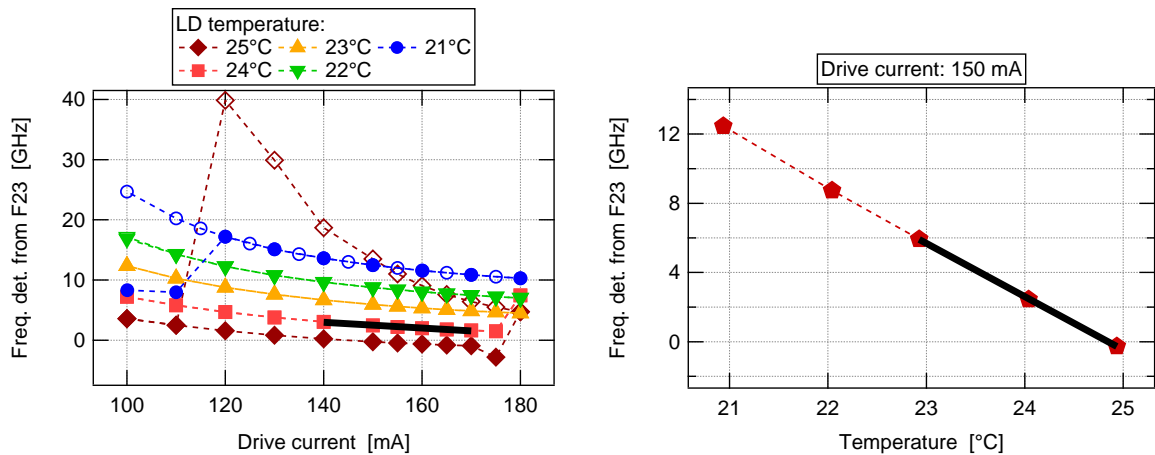 LD temperature:
25°C 23°C 21°C
24°C 22°C
Freq. det. from F23 [GHz]
40
30
20
10
0
100 120 140 160 180
Drive current [mA]
Drive current: 150 mA
Freq. det. from F23 [GHz]
12
8
4
0
21 22 23 24 25
Temperature [°C]